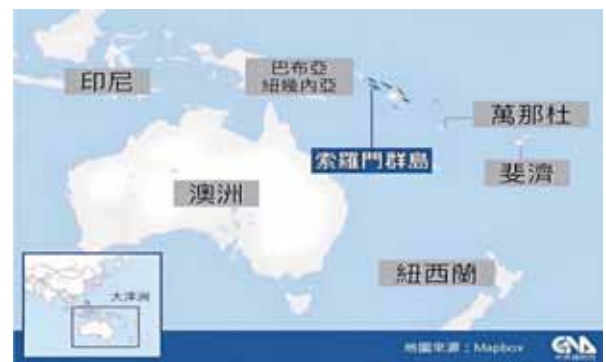 印尼
巴布亞
紐幾內亞
萬那杜
索羅門群島
斐濟
澳洲
紐西蘭
大洋洲
地圖來源：Mapbox
CNA